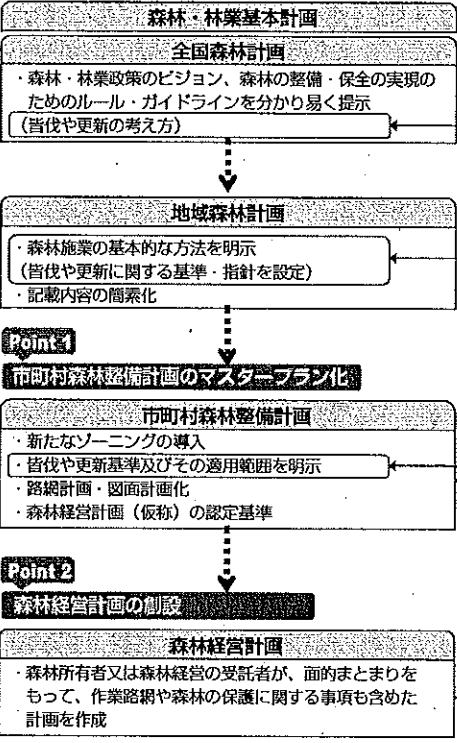 森林・林業基本計画
全国森林計画
・森林・林業政策のビジョン、森林の整備・保全の実現の
ためのルール・ガイドラインを分かり易く提示
(皆伐や更新の考え方)
地域森林計画
・森林施業の基本的な方法を明示
(皆伐や更新に関する基準・指針を設定)
・記載内容の簡素化
Point 1
市町村森林整備計画のマスタープラン化
市町村森林整備計画
・新たなゾーニングの導入
・皆伐や更新基準及びその適用範囲を明示
・路網計画・図面計画化
・森林経営計画（仮称）の認定基準
Point 2
森林経営計画の創設
森林経営計画
・森林所有者又は森林経営の受託者が、面的まとまりを
もって、作業路網や森林の保護に関する事項も含めた
計画を作成